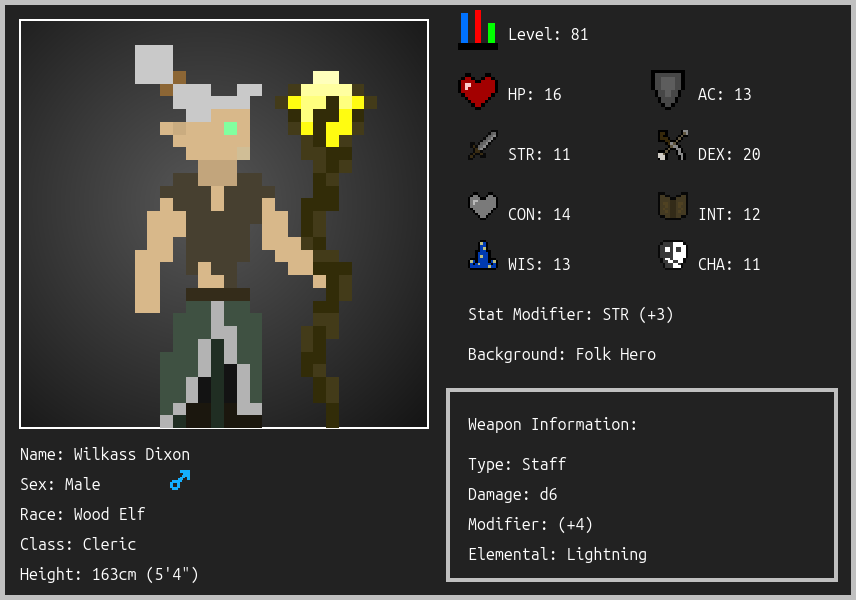 Level: 81
HP: 16
AC: 13
STR: 11
DEX: 20
CON: 14
INT: 12
WIS: 13
CHA: 11
Stat Modifier: STR (+3)
Background: Folk Hero
Weapon Information:
Type: Staff
Damage: d6
Modifier: (+4)
Elemental: Lightning
Name: Wilkass Dixon
Sex: Male
Race: Wood Elf
Class: Cleric
Height: 163cm (5'4")